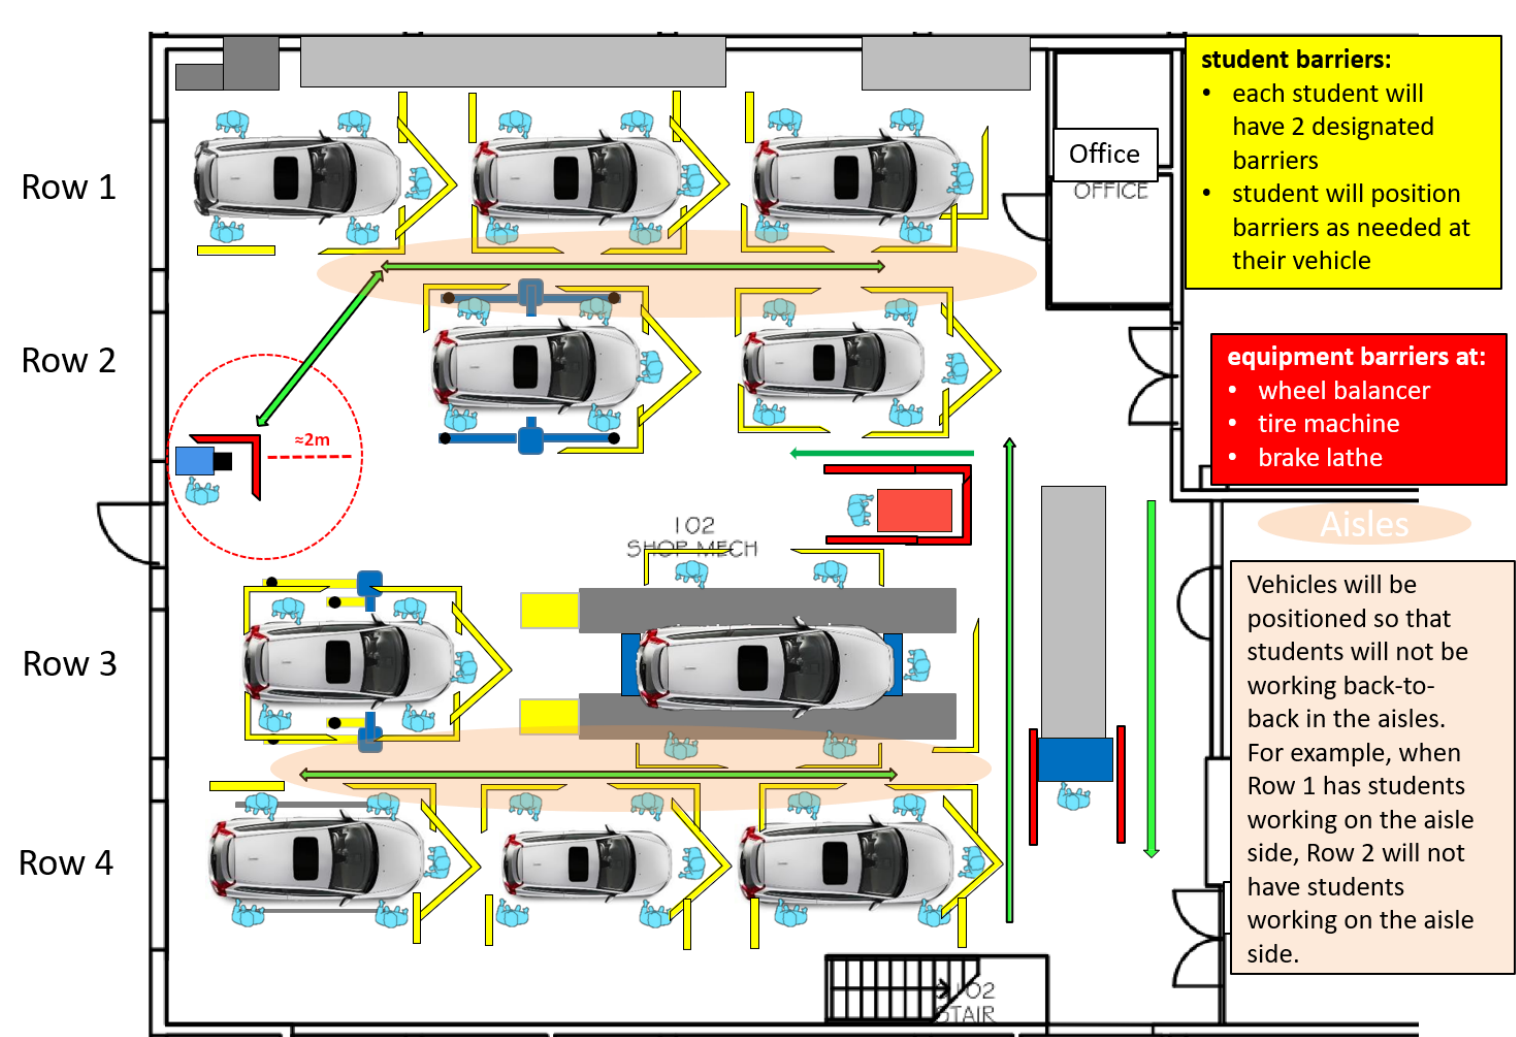 student barriers:
• each student will
have 2 designated
barriers
• student will position
barriers as needed at
their vehicle
Office
OFFICE
Row 1
Row 2
equipment barriers at:
• wheel balancer
• tire machine
• brake lathe
≈2m
Aisles
102
SHOP MECH
Vehicles will be
positioned so that
students will not be
working back-to-
back in the aisles.
For example, when
Row 1 has students
working on the aisle
side, Row 2 will not
have students
working on the aisle
side.
Row 3
Row 4
S102
STAIR